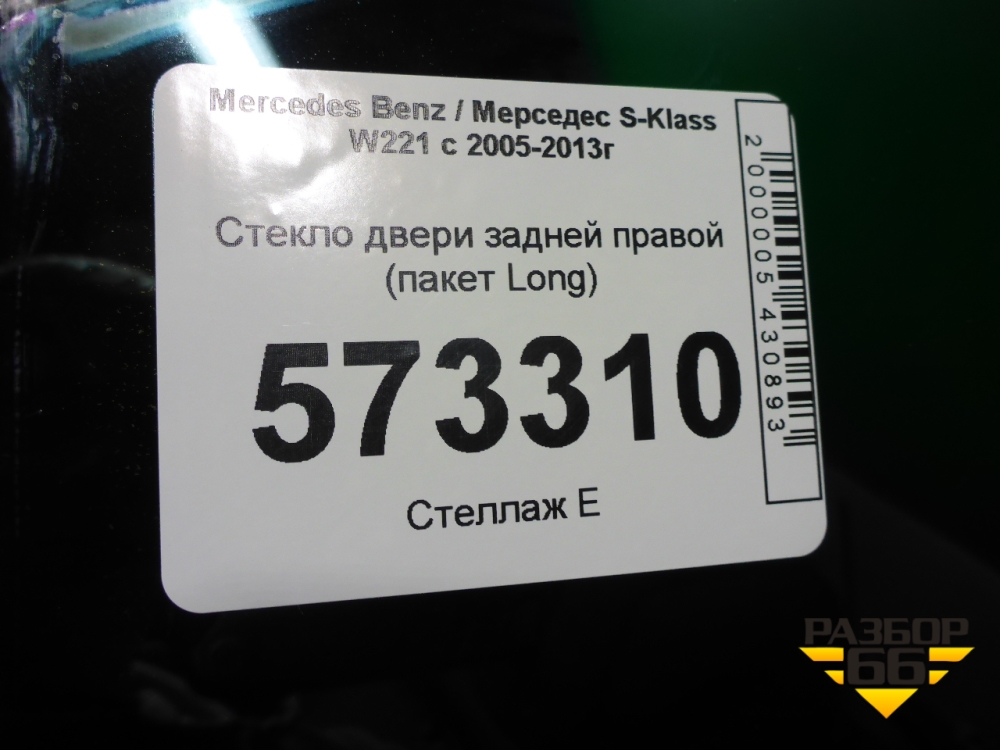 Mercedes Benz / Мерседес S-Klass
W221 с 2005-2013г
Стекло двери задней правой
(пакет Long)
573310
Стеллаж Е
2000005430893
РАЗБОР
66